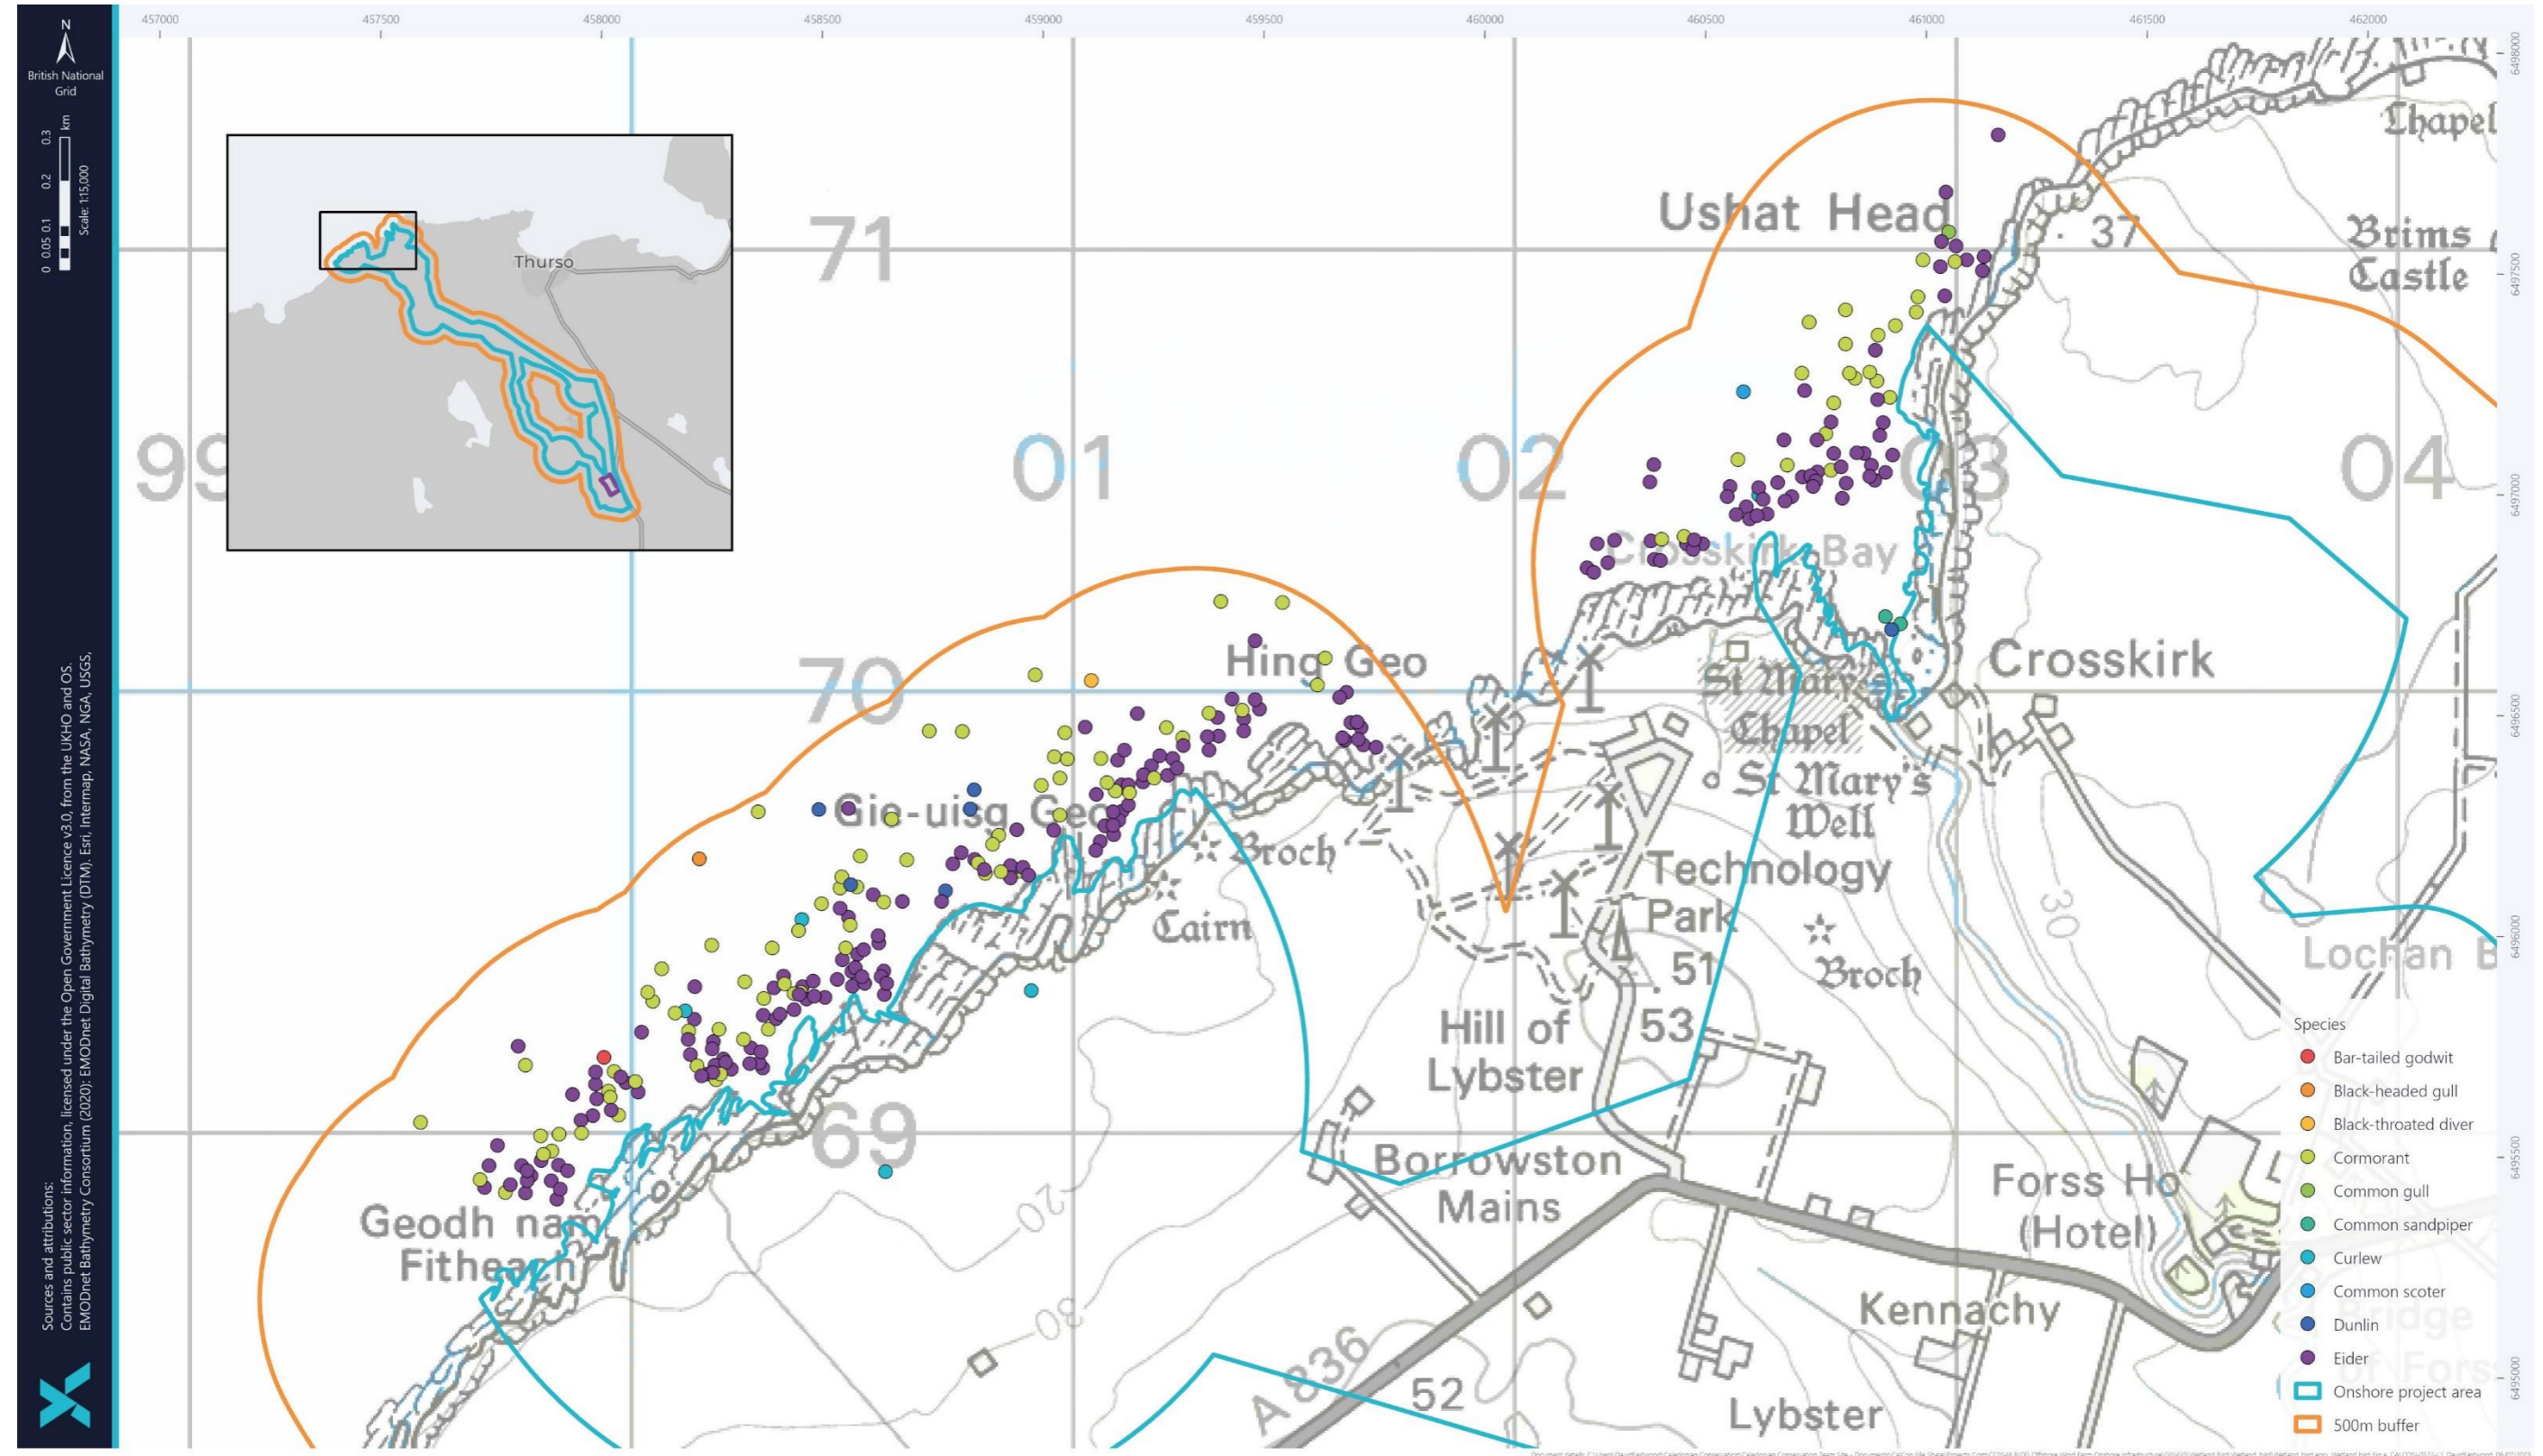 457000
457500
458000
458500
459000
459500
460000
460500
461000
461500
462000
6498000
6497500
6497000
6496500
6496000
6495500
6495000
N
British National
Grid
0 0.05 0.1 0.2 0.3 km
Scale: 1:15,000
Sources and attributions:
Contains public sector information, licensed under the Open Government Licence v3.0, from the UKHO and OS.
EMODnet Bathymetry Consortium (2020): EMODnet Digital Bathymetry (DTM). Esri, Intermap, NASA, NGA, USGS,
Thurso
71
70
69
99
01
02
03
04
Chapel
Ushat Head
37
Brims
Castle
Crosskirk Bay
Hing Geo
Crosskirk
St Mary's
Chapel
St Mary's
Well
Gie-uisg Geo
Broch
Cairn
Technology
Park
51
Broch
Lochan B
30
Hill of
Lybster
53
Borrowston
Mains
Forss Ho
(Hotel)
Geodh nam
Fitheach
20
30
Kennachy
Bridge
of Forss
A 836
52
Lybster
Species
Bar-tailed godwit
Black-headed gull
Black-throated diver
Cormorant
Common gull
Common sandpiper
Curlew
Common scoter
Dunlin
Eider
Onshore project area
500m buffer